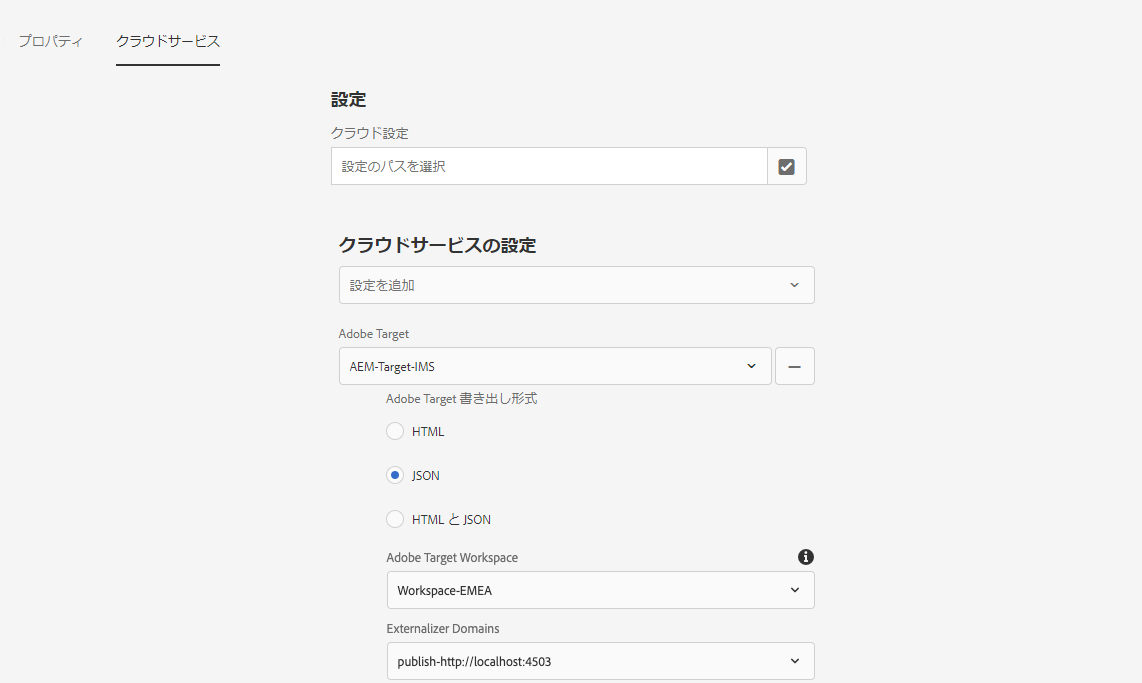 プロパティ クラウドサービス
設定
クラウド設定
設定のパスを選択
クラウドサービスの設定
設定を追加
Adobe Target
AEM-Target-IMS
Adobe Target 書き出し形式
HTML
JSON
HTML と JSON
Adobe Target Workspace
Workspace-EMEA
Externalizer Domains
publish-http://localhost:4503